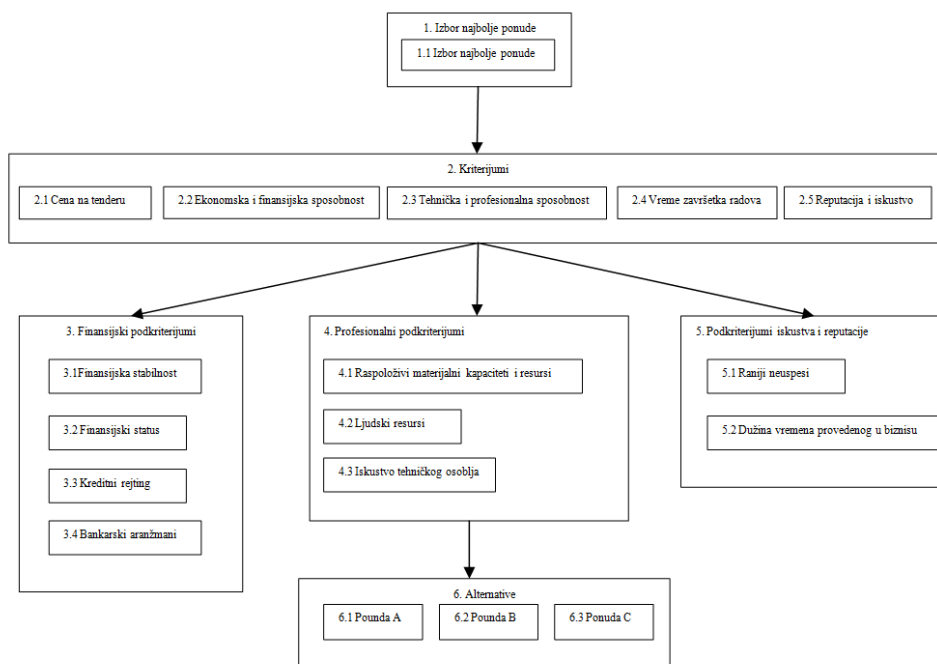 1. Izbor najbolje ponude
1.1 Izbor najbolje ponude
2. Kriterijumi
2.1 Cena na tenderu
2.2 Ekonomska i finansijska sposobnost
2.3 Tehnička i profesionalna sposobnost
2.4 Vreme završetka radova
2.5 Reputacija i iskustvo
3. Finansijski podkriterijumi
3.1Finansijska stabilnost
3.2 Finansijski status
3.3 Kreditni rejting
3.4 Bankarski aranžmani
4. Profesionalni podkriterijumi
4.1 Raspoloživi materijalni kapaciteti i resursi
4.2 Ljudski resursi
4.3 Iskustvo tehničkog osoblja
5. Podkriterijumi iskustva i reputacije
5.1 Raniji neuspesi
5.2 Dužina vremena provedenog u biznisu
6. Alternative
6.1 Pounda A
6.2 Pounda B
6.3 Ponuda C